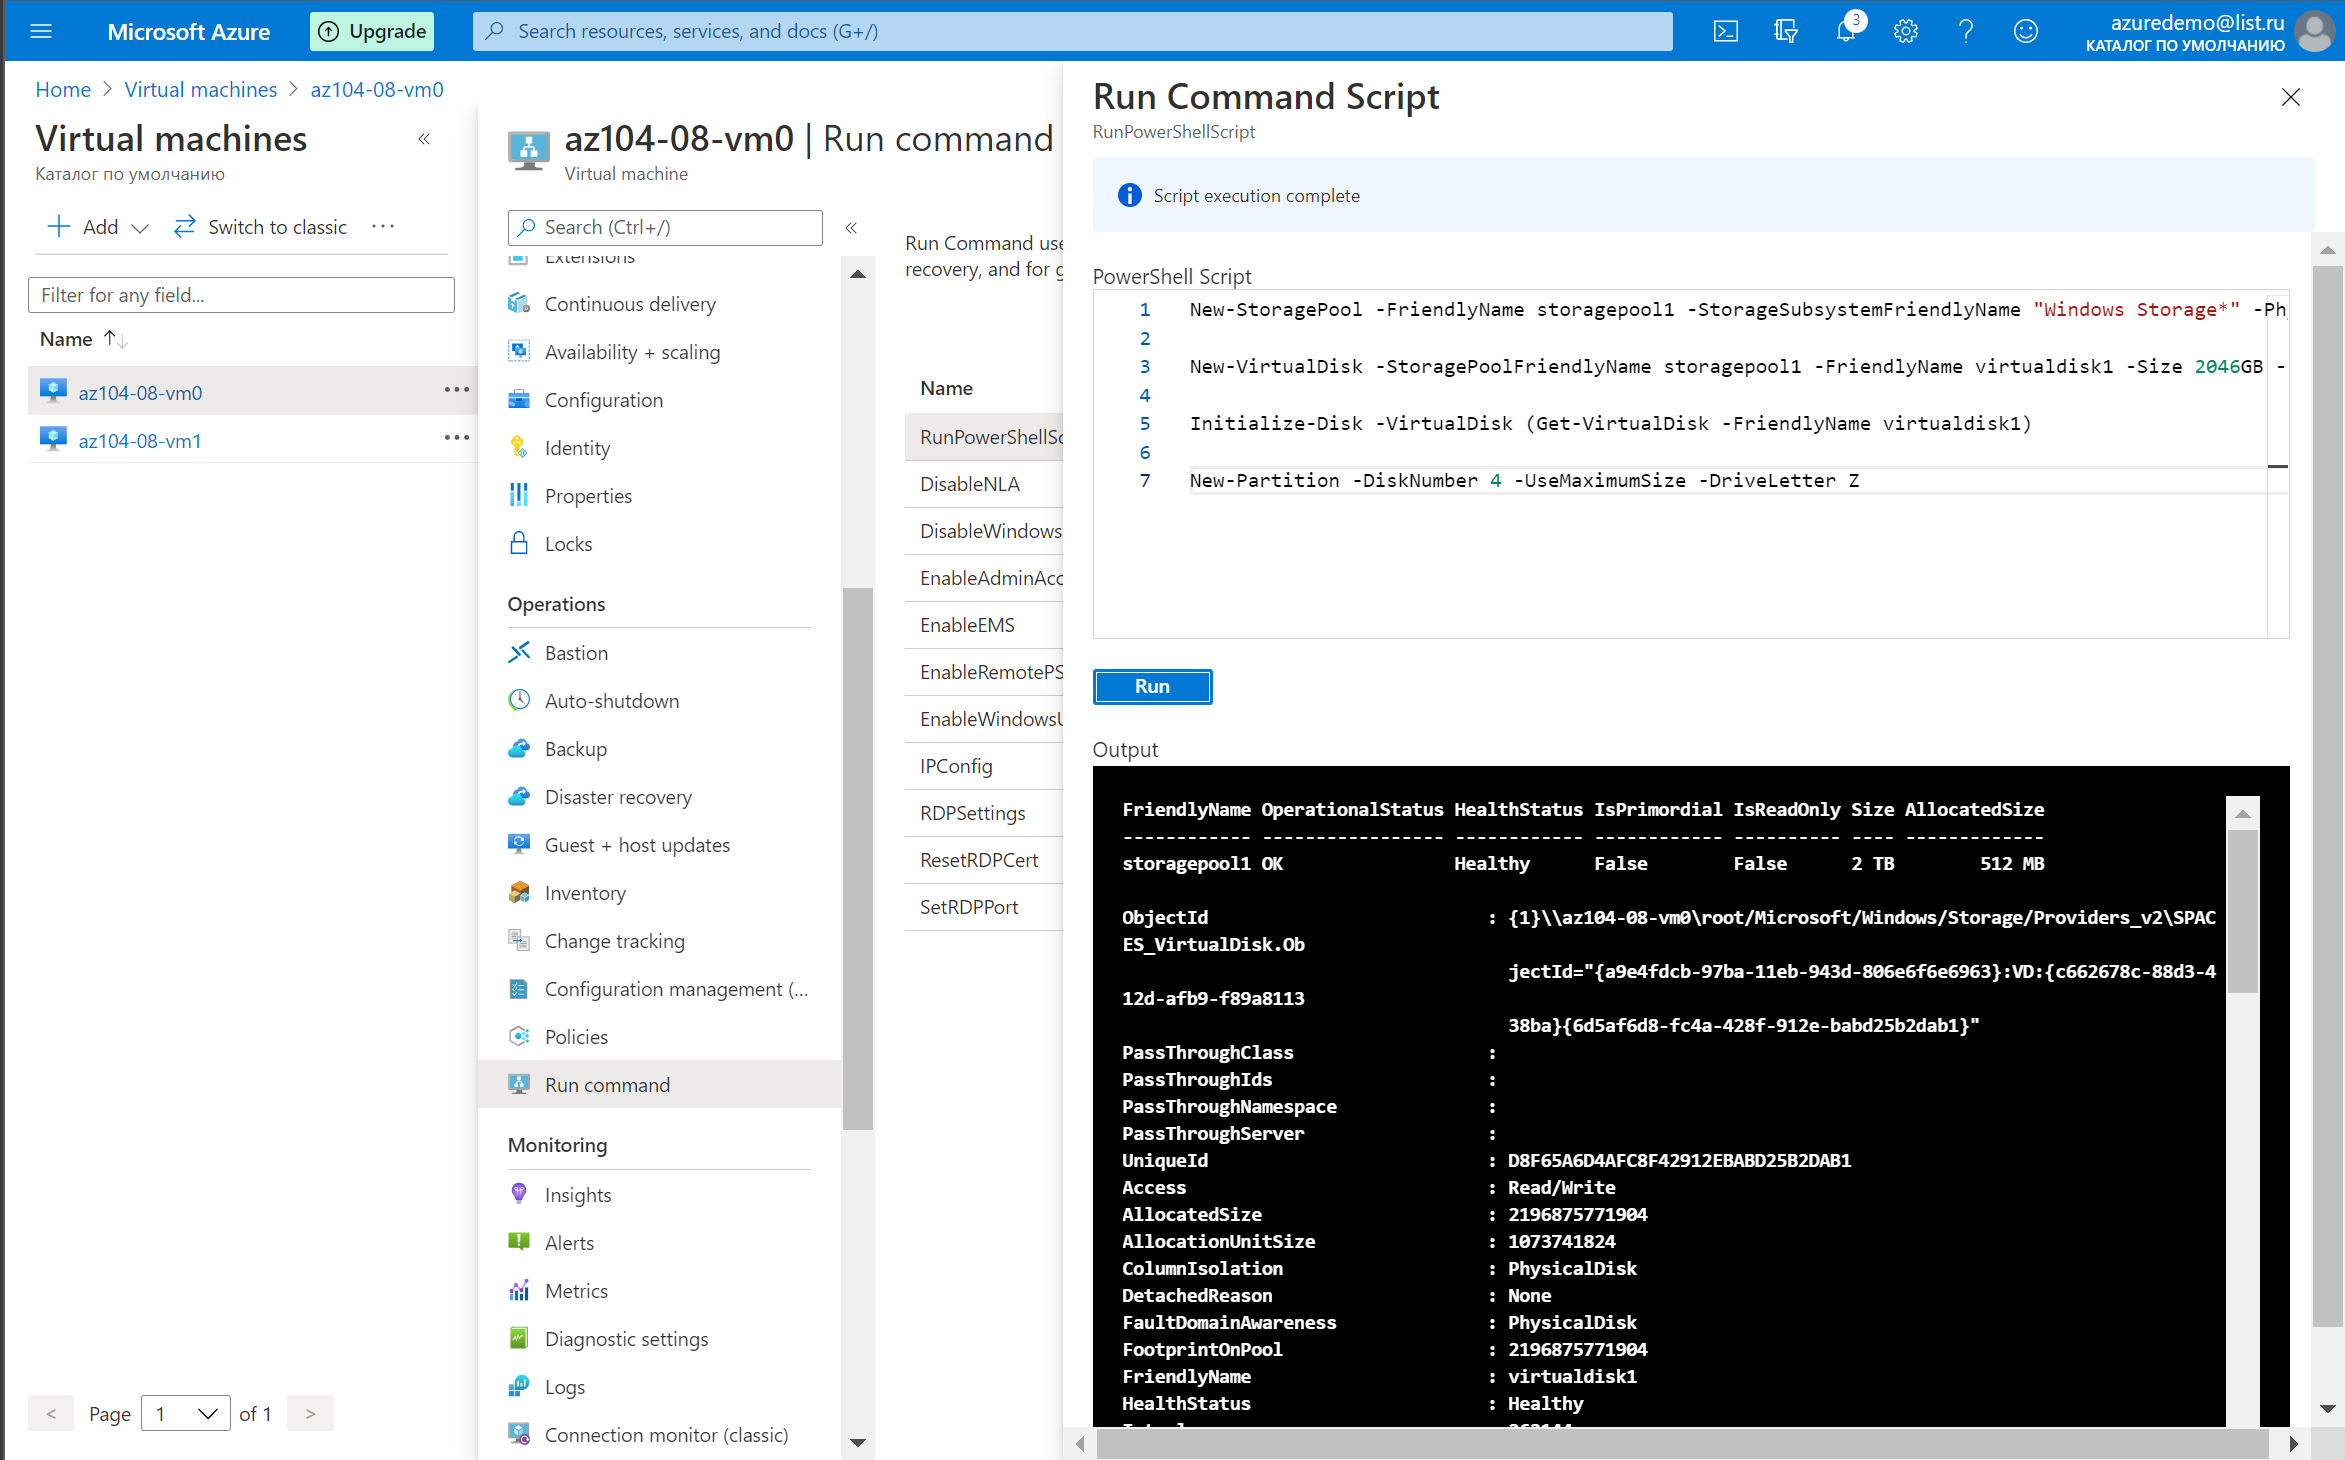 Microsoft Azure
Upgrade
Search resources, services, and docs (G+/)
3
azuredemo@list.ru
КАТАЛОГ ПО УМОЛЧАНИЮ
Home > Virtual machines > az104-08-vm0
Virtual machines
Каталог по умолчанию
Add
Switch to classic
Filter for any field...
Name
az104-08-vm0
az104-08-vm1
< Page 1 of 1 >
az104-08-vm0 | Run command
Virtual machine
Search (Ctrl+/)
Extensions
Continuous delivery
Availability + scaling
Configuration
Identity
Properties
Locks
Operations
Bastion
Auto-shutdown
Backup
Disaster recovery
Guest + host updates
Inventory
Change tracking
Configuration management (...
Policies
Run command
Monitoring
Insights
Alerts
Metrics
Diagnostic settings
Logs
Connection monitor (classic)
Run Command use
recovery, and for g
Name
RunPowerShellSc
DisableNLA
DisableWindows
EnableAdminAcc
EnableEMS
EnableRemotePS
EnableWindowsU
IPConfig
RDPSettings
ResetRDPCert
SetRDPPort
Run Command Script
RunPowerShellScript
Script execution complete
PowerShell Script
1 New-StoragePool -FriendlyName storagepool1 -StorageSubsystemFriendlyName "Windows Storage*" -Ph
2
3 New-VirtualDisk -StoragePoolFriendlyName storagepool1 -FriendlyName virtualdisk1 -Size 2046GB -
4
5 Initialize-Disk -VirtualDisk (Get-VirtualDisk -FriendlyName virtualdisk1)
6
7 New-Partition -DiskNumber 4 -UseMaximumSize -DriveLetter Z
Run
Output
FriendlyName OperationalStatus HealthStatus IsPrimordial IsReadOnly Size AllocatedSize
------------ ----------------- ------------ ------------ ---------- ---- -------------
storagepool1 OK Healthy False False 2 TB 512 MB
ObjectId : {1}\\az104-08-vm0\root/Microsoft/Windows/Storage/Providers_v2\SPAC
ES_VirtualDisk.Ob
jectId="{a9e4fdcb-97ba-11eb-943d-806e6f6e6963}:VD:{c662678c-88d3-4
12d-afb9-f89a8113
38ba}{6d5af6d8-fc4a-428f-912e-babd25b2dab1}"
PassThroughClass :
PassThroughIds :
PassThroughNamespace :
PassThroughServer :
UniqueId : D8F65A6D4AFC8F42912EBABD25B2DAB1
Access : Read/Write
AllocatedSize : 2196875771904
AllocationUnitSize : 1073741824
ColumnIsolation : PhysicalDisk
DetachedReason : None
FaultDomainAwareness : PhysicalDisk
FootprintOnPool : 2196875771904
FriendlyName : virtualdisk1
HealthStatus : Healthy